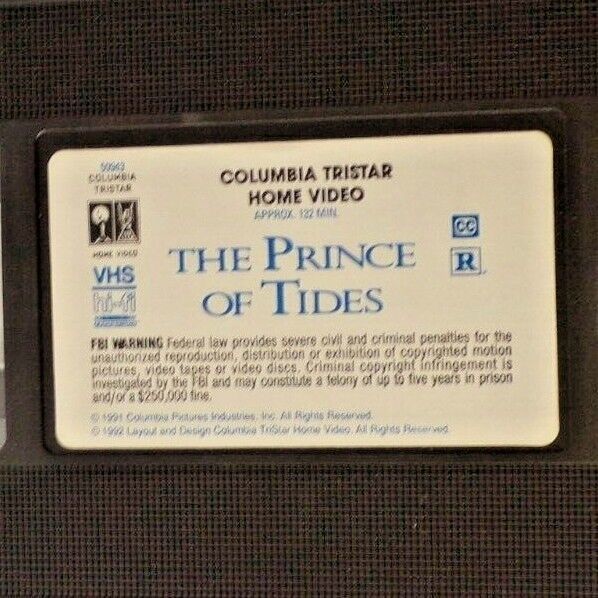 50943
COLUMBIA
TRISTAR
HOME VIDEO
VHS
hi-fi
COLUMBIA TRISTAR
HOME VIDEO
APPROX. 132 MIN.
CC
THE PRINCE
OF TIDES
R
FBI WARNING Federal law provides severe civil and criminal penalties for the
unauthorized reproduction, distribution or exhibition of copyrighted motion
pictures, video tapes or video discs. Criminal copyright infringement is
investigated by the FBI and may constitute a felony of up to five years in prison
and/or a $250,000 fine.
© 1991 Columbia Pictures Industries, Inc. All Rights Reserved.
© 1992 Layout and Design Columbia TriStar Home Video. All Rights Reserved.